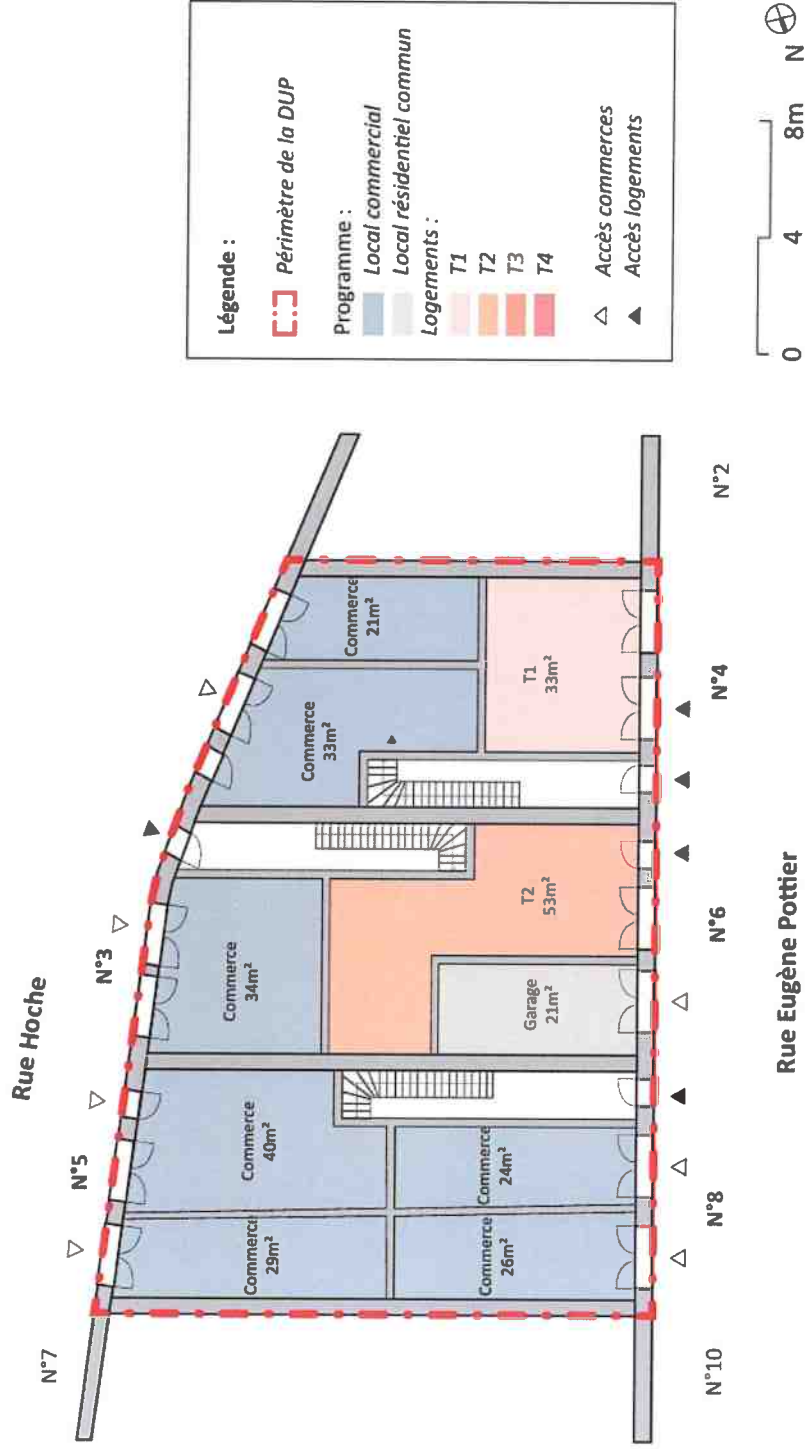 Rue Hoche
N°7
N°5
N°3
Commerce
29m²
Commerce
40m²
Commerce
34m²
Commerce
33m²
Commerce
21m²
Commerce
26m²
Commerce
24m²
Garage
21m²
T2
53m²
T1
33m²
N°10
N°8
N°6
N°4
N°2
Rue Eugène Pottier
Légende :
Périmètre de la DUP
Programme :
Local commercial
Local résidentiel commun
Logements :
T1
T2
T3
T4
Accès commerces
Accès logements
0
4
8m
N